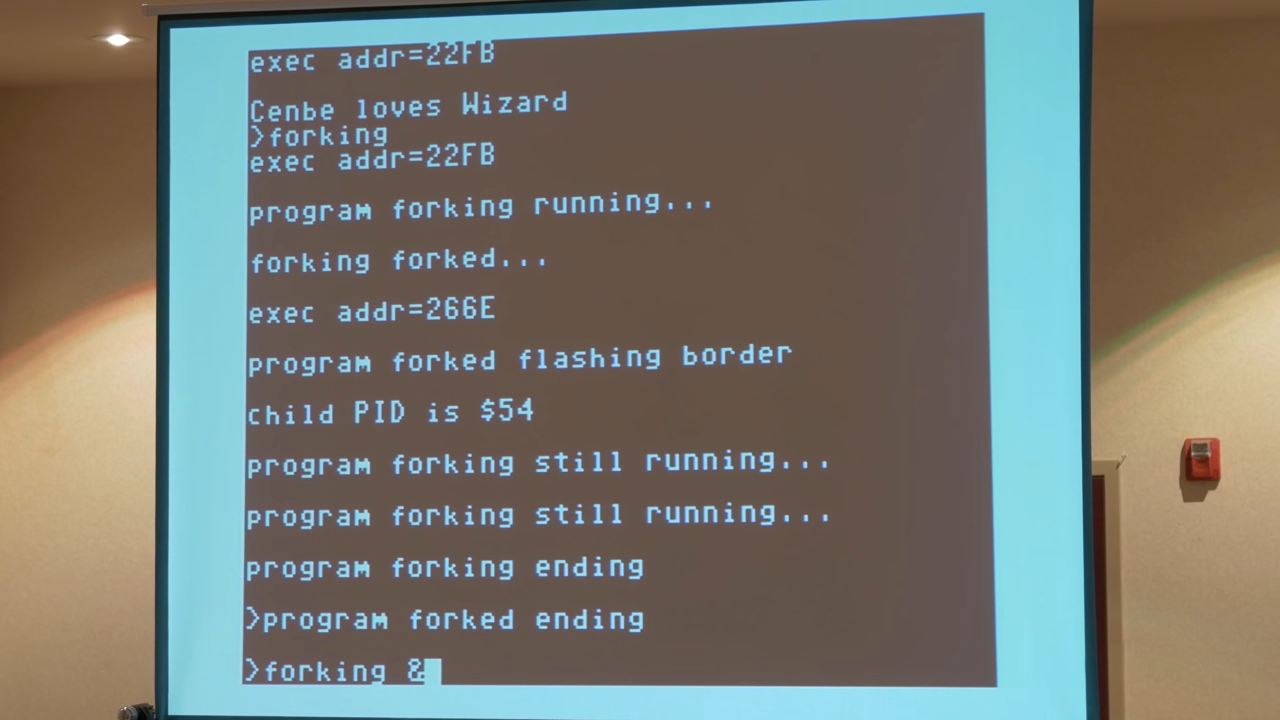 exec addr=22FB
Cenbe loves Wizard
>forking
exec addr=22FB
program forking running...
forking forked...
exec addr=266E
program forked flashing border
child PID is $54
program forking still running...
program forking still running...
program forking ending
>program forked ending
>forking &